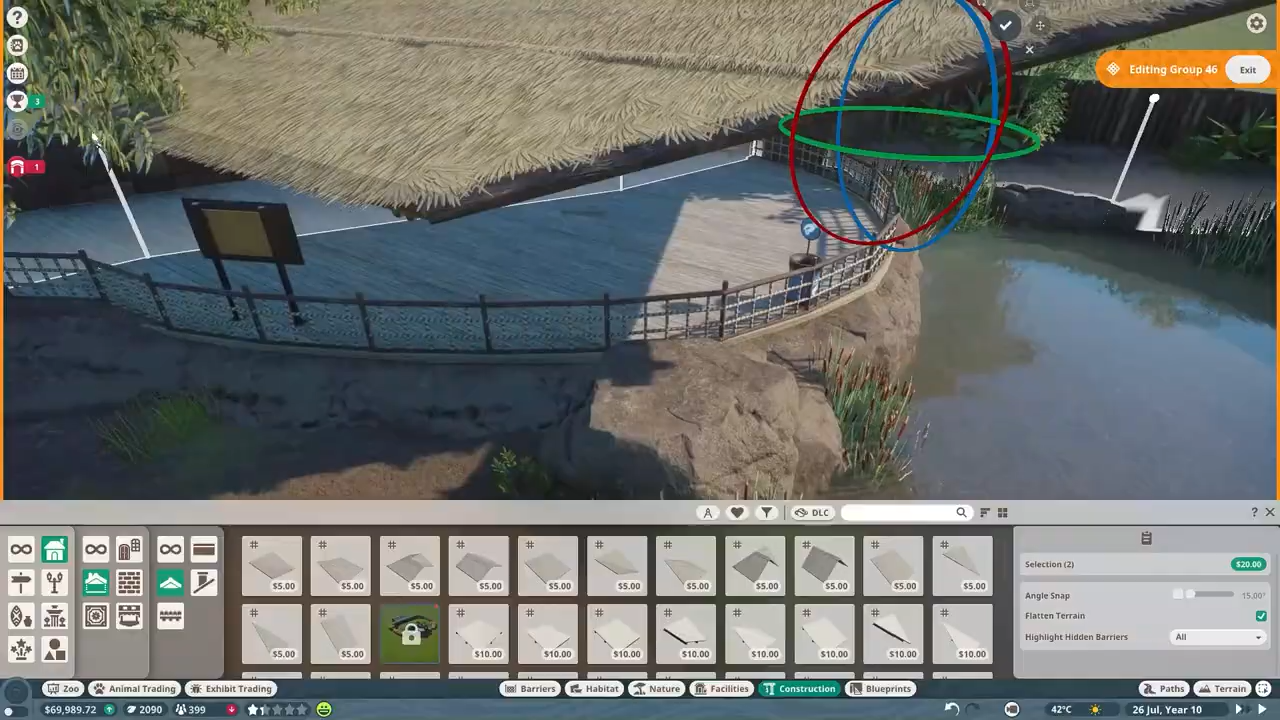 ?
Editing Group 46
Exit
3
1
A
DLC
? ×
$5.00 $5.00 $5.00 $5.00 $5.00 $5.00 $5.00 $5.00 $5.00 $5.00 $5.00
Selection (2) $20.00
Angle Snap 15.00°
Flatten Terrain
Highlight Hidden Barriers All
$5.00 $5.00 $10.00 $10.00 $10.00 $10.00 $10.00 $10.00 $10.00 $10.00
Zoo Animal Trading Exhibit Trading Barriers Habitat Nature Facilities Construction Blueprints Paths Terrain
$69,989.72 2090 399 42°C 26 Jul, Year 10